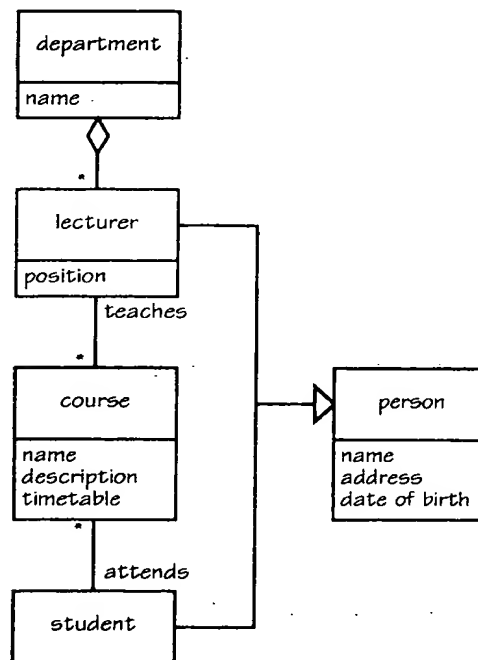 department
name
*
lecturer
position
teaches
*
course
name
description
timetable
*
attends
student
person
name
address
date of birth